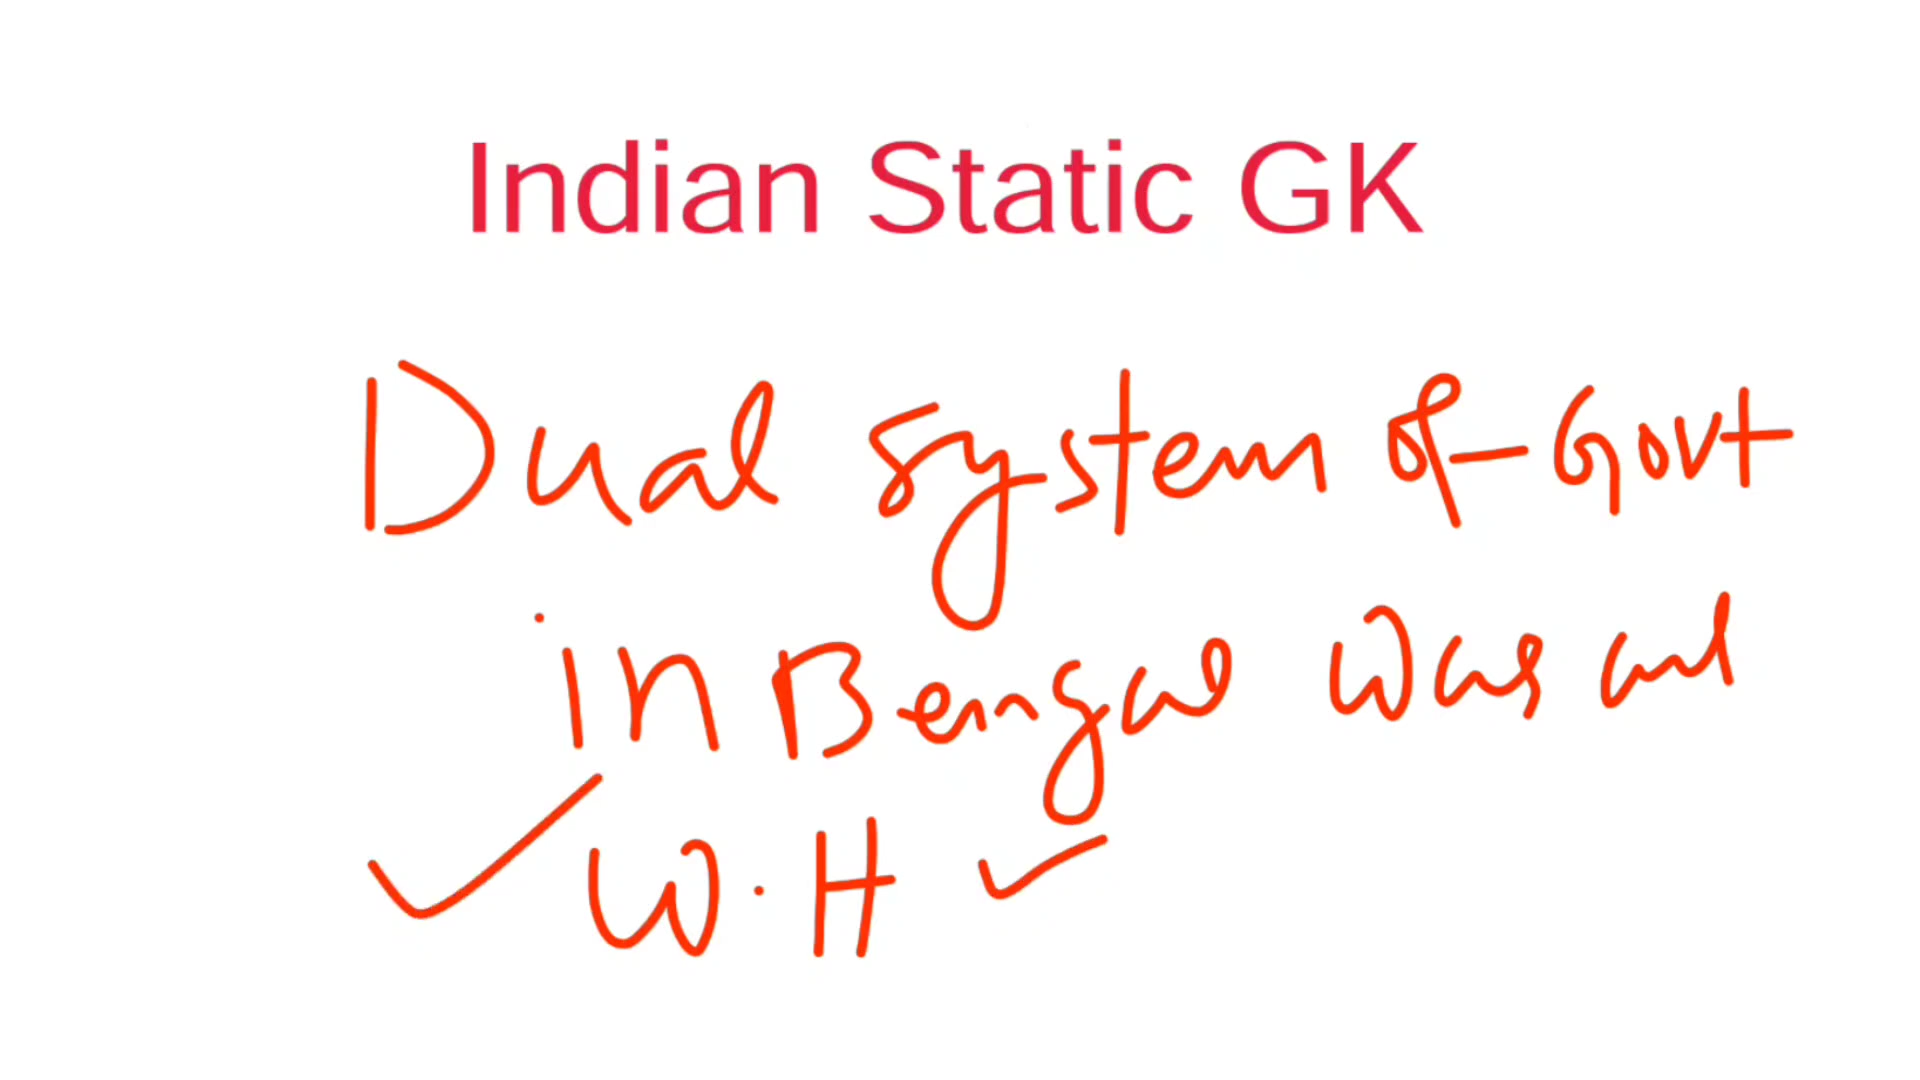 Indian Static GK
Dual system of Govt
in Bengal was
W.H